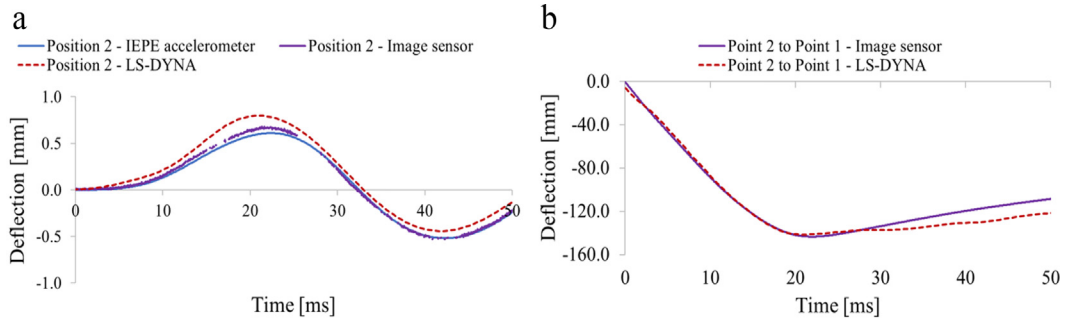 a
Position 2 - IEPE accelerometer Position 2 - Image sensor
Position 2 - LS-DYNA
1.0
0.5
0.0
-0.5
-1.0
0 10 20 30 40 50
Deflection [mm]
Time [ms]
b
Point 2 to Point 1 - Image sensor
Point 2 to Point 1 - LS-DYNA
0.0
-40.0
-80.0
-120.0
-160.0
0 10 20 30 40 50
Deflection [mm]
Time [ms]